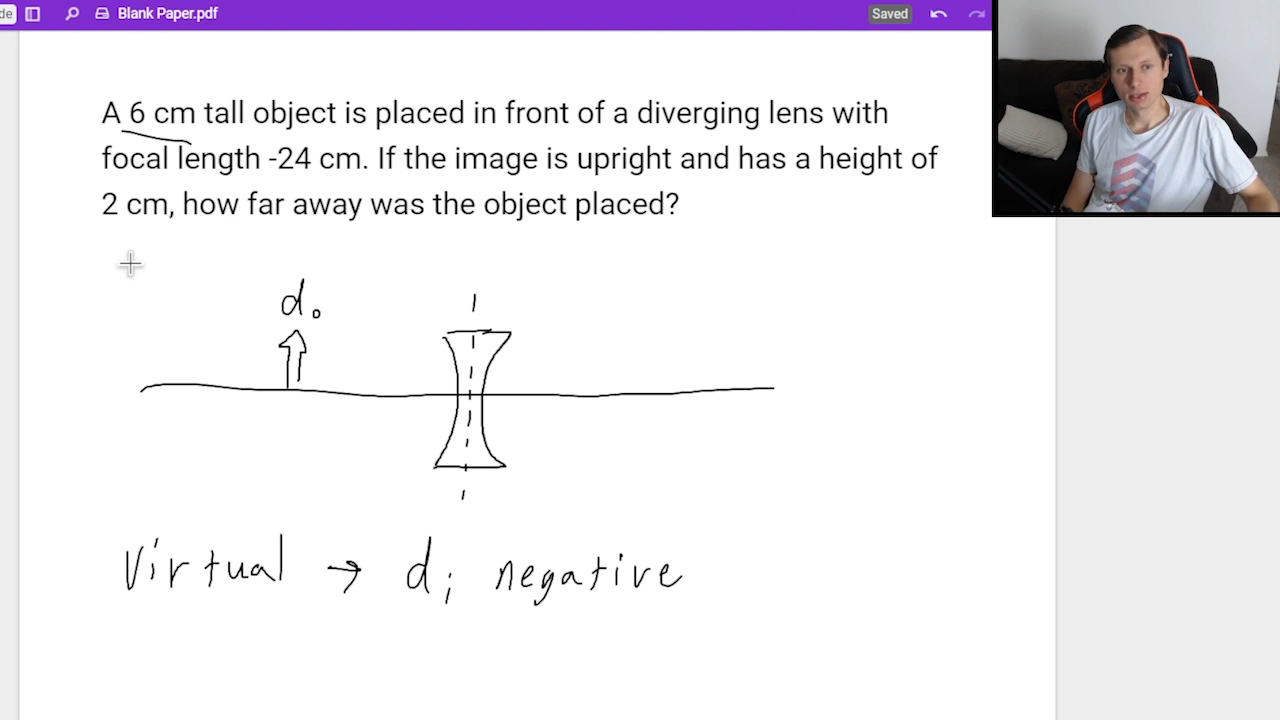 de
Blank Paper.pdf
Saved
A 6 cm tall object is placed in front of a diverging lens with
focal length -24 cm. If the image is upright and has a height of
2 cm, how far away was the object placed?
do
Virtual → di negative